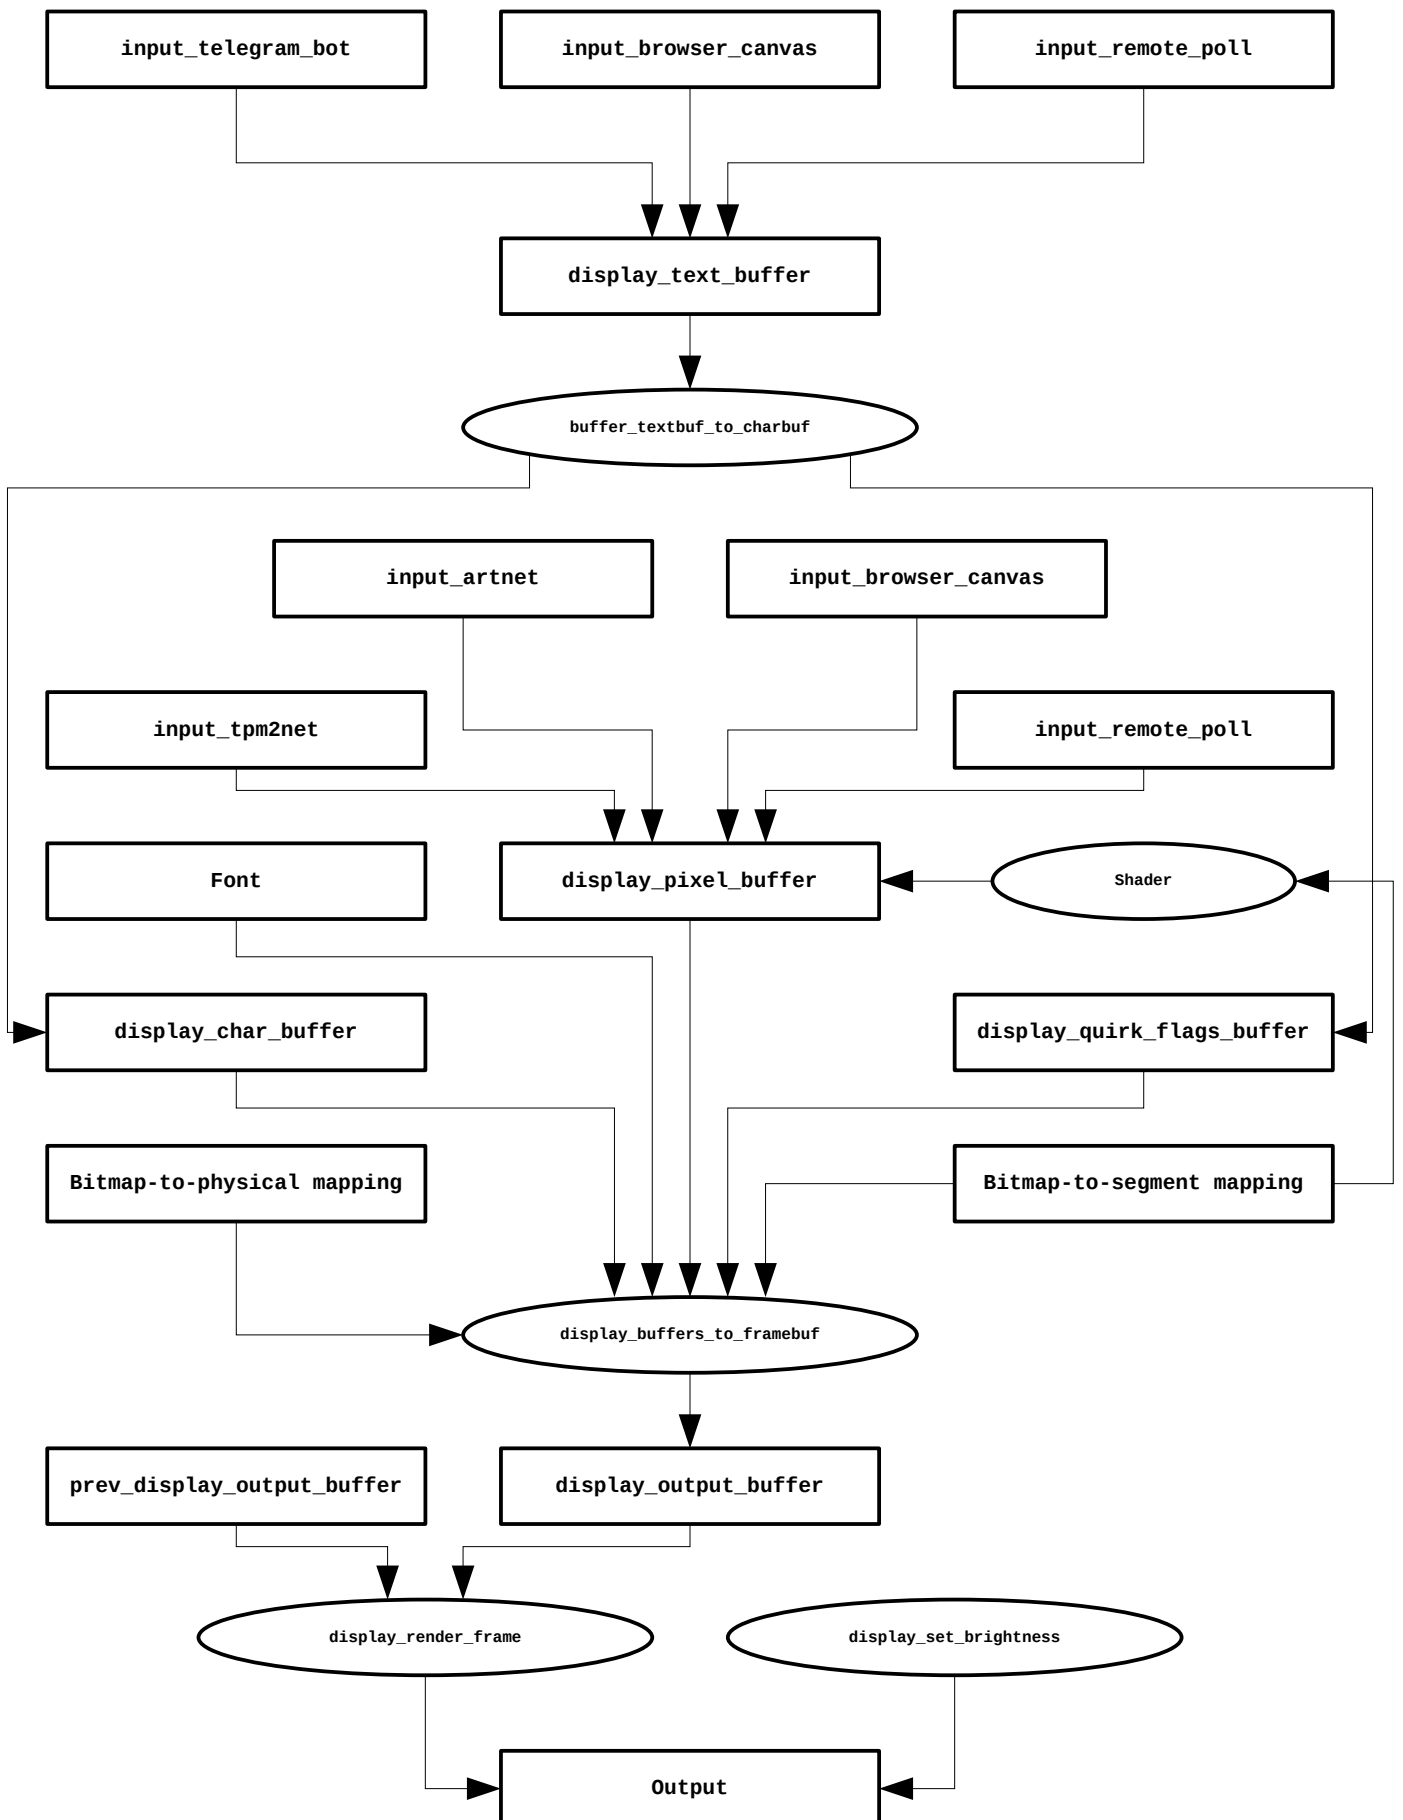 input_telegram_bot
input_browser_canvas
input_remote_poll
display_text_buffer
buffer_textbuf_to_charbuf
input_artnet
input_browser_canvas
input_tpm2net
input_remote_poll
Font
display_pixel_buffer
Shader
display_char_buffer
display_quirk_flags_buffer
Bitmap-to-physical mapping
Bitmap-to-segment mapping
display_buffers_to_framebuf
prev_display_output_buffer
display_output_buffer
display_render_frame
display_set_brightness
Output